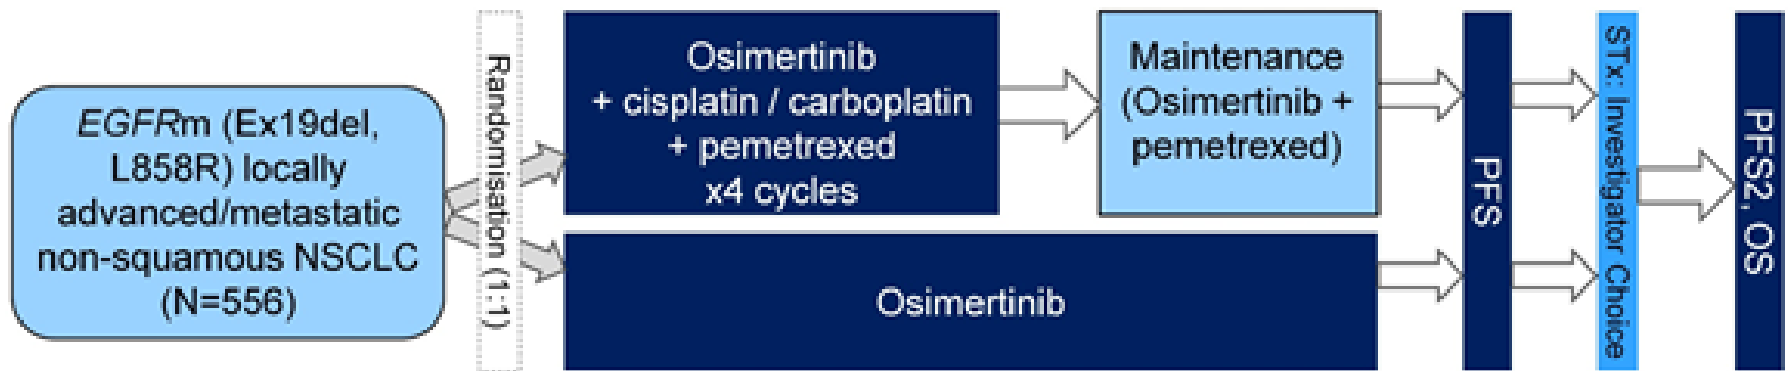 EGFRm (Ex19del,
L858R) locally
advanced/metastatic
non-squamous NSCLC
(N=556)
Randomisation (1:1)
Osimertinib
+ cisplatin / carboplatin
+ pemetrexed
x4 cycles
Maintenance
(Osimertinib +
pemetrexed)
Osimertinib
PFS
STx: Investigator Choice
PFS2, OS